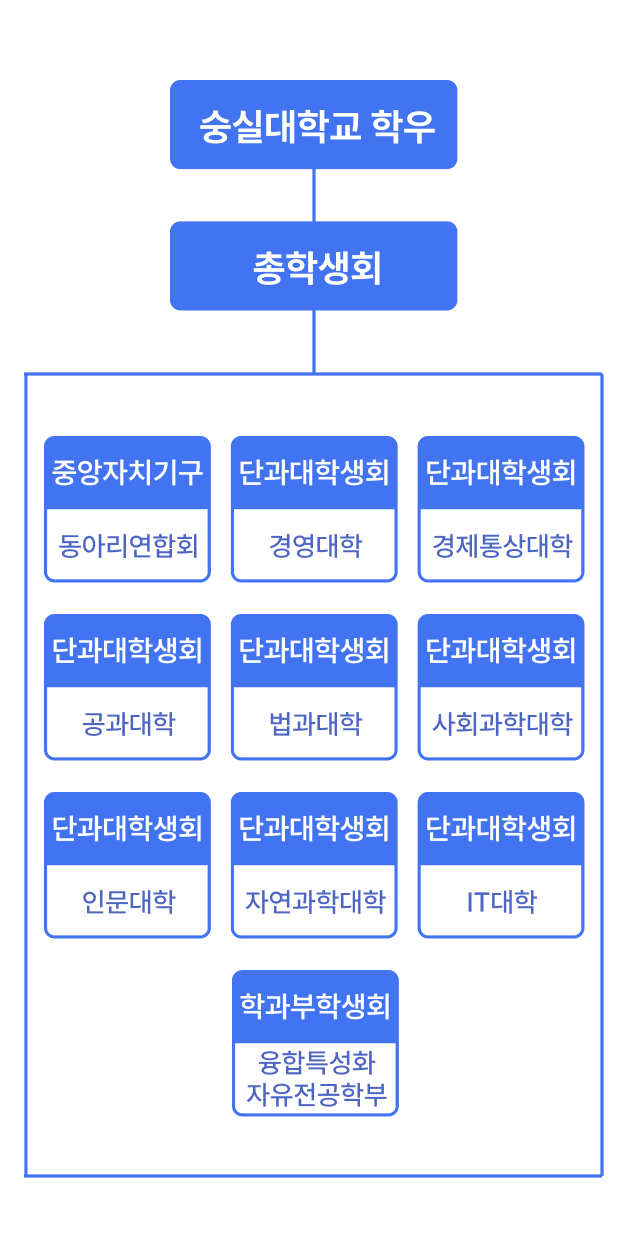 숭실대학교 학우
총학생회
중앙자치기구
동아리연합회
단과대학생회
경영대학
단과대학생회
경제통상대학
단과대학생회
공과대학
단과대학생회
법과대학
단과대학생회
사회과학대학
단과대학생회
인문대학
단과대학생회
자연과학대학
단과대학생회
IT대학
학과부학생회
융합특성화
자유전공학부